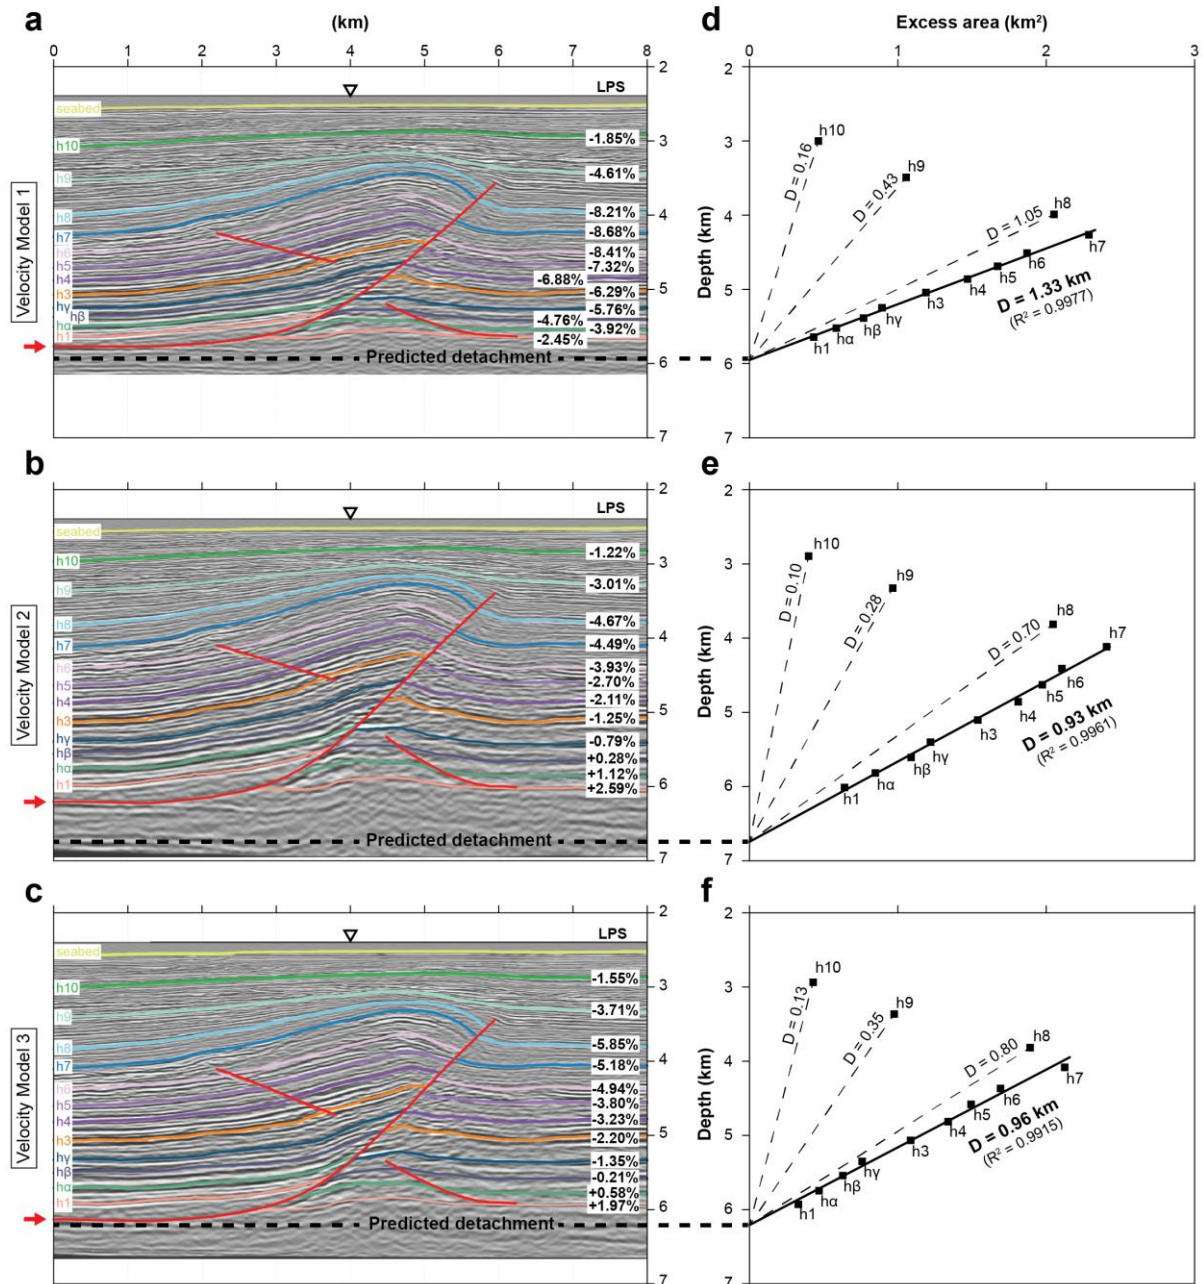 a
(km)
0 1 2 3 4 5 6 7 8
2
3
4
5
6
7
LPS
Velocity Model 1
seabed
h10
h9
h8
h7
h6
h5
h4
h3
hγ
hβ
hα
h1
-1.85%
-4.61%
-8.21%
-8.68%
-8.41%
-7.32%
-6.88%
-6.29%
-5.76%
-4.76%
-3.92%
-2.45%
Predicted detachment
d
Excess area (km²)
0 1 2 3
Depth (km)
2
3
4
5
6
7
h10
D = 0.16
h9
D = 0.43
h8
D = 1.05
h7
h6
h5
h4
h3
hγ
hβ
hα
h1
D = 1.33 km
(R² = 0.9977)
b
2
3
4
5
6
7
LPS
Velocity Model 2
seabed
h10
h9
h8
h7
h6
h5
h4
h3
hγ
hβ
hα
h1
-1.22%
-3.01%
-4.67%
-4.49%
-3.93%
-2.70%
-2.11%
-1.25%
-0.79%
+0.28%
+1.12%
+2.59%
Predicted detachment
e
Depth (km)
2
3
4
5
6
7
h10
D = 0.10
h9
D = 0.28
h8
D = 0.70
h7
h6
h5
h4
h3
hγ
hβ
hα
h1
D = 0.93 km
(R² = 0.9961)
c
2
3
4
5
6
7
LPS
Velocity Model 3
seabed
h10
h9
h8
h7
h6
h5
h4
h3
hγ
hβ
hα
h1
-1.55%
-3.71%
-5.85%
-5.18%
-4.94%
-3.80%
-3.23%
-2.20%
-1.35%
-0.21%
+0.58%
+1.97%
Predicted detachment
f
Depth (km)
2
3
4
5
6
7
h10
D = 0.13
h9
D = 0.35
h8
D = 0.80
h7
h6
h5
h4
h3
hγ
hβ
hα
h1
D = 0.96 km
(R² = 0.9915)